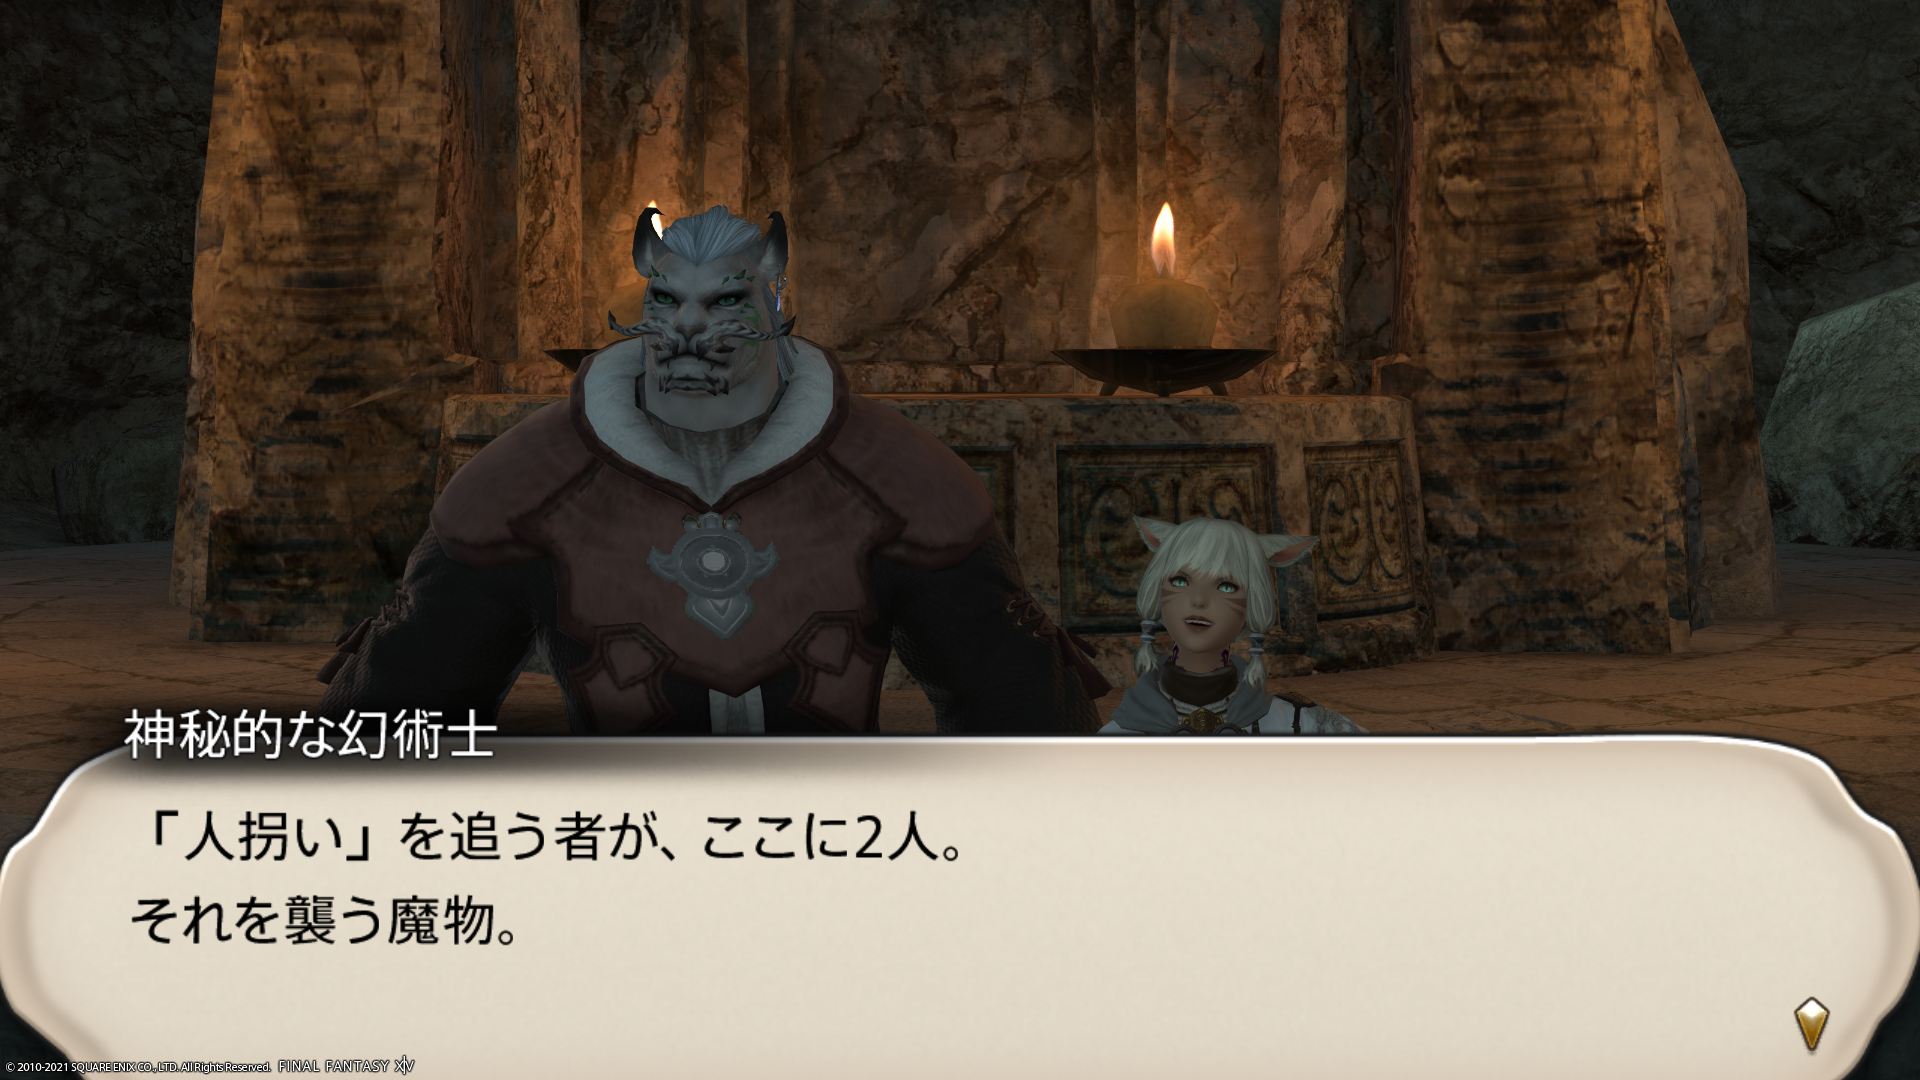 神秘的な幻術士
「人拐い」を追う者が、ここに2人。
それを襲う魔物。
© 2010-2021 SQUARE ENIX CO., LTD. All Rights Reserved. FINAL FANTASY XIV